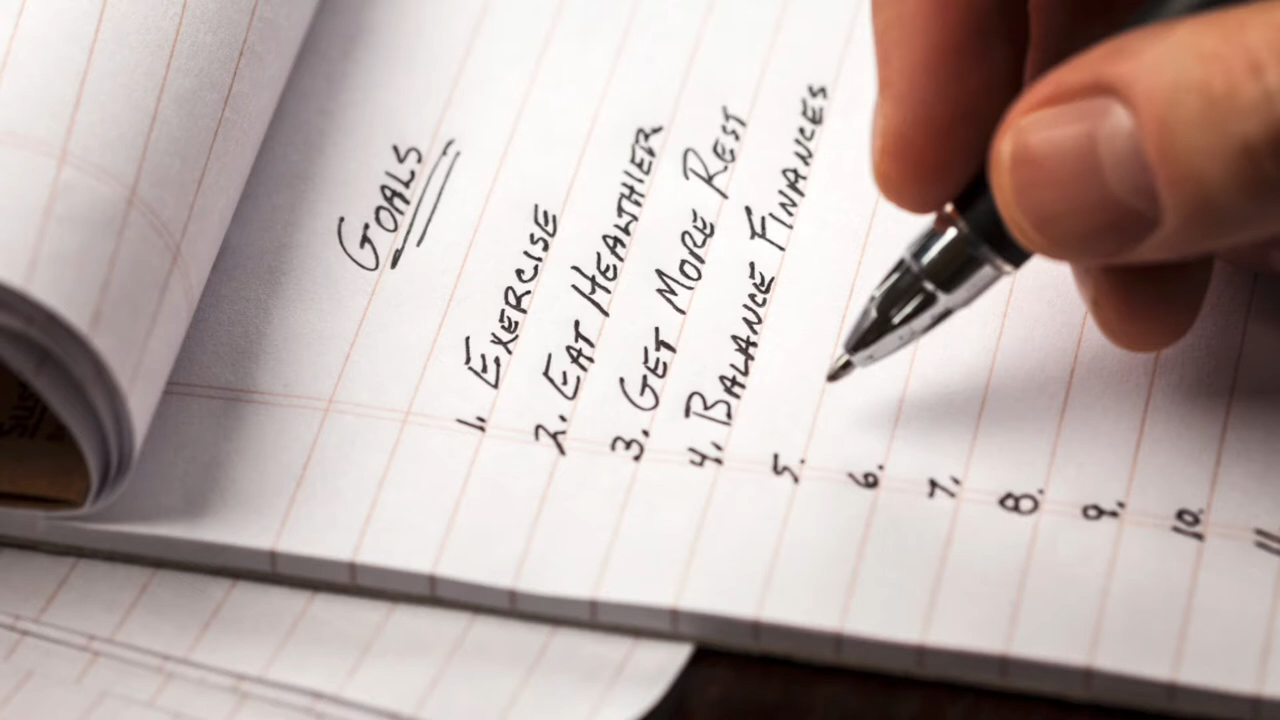 GOALS
1. EXERCISE
2. EAT HEALTHIER
3. GET MORE REST
4. BALANCE FINANCES
5.
6.
7.
8.
9.
10.
11